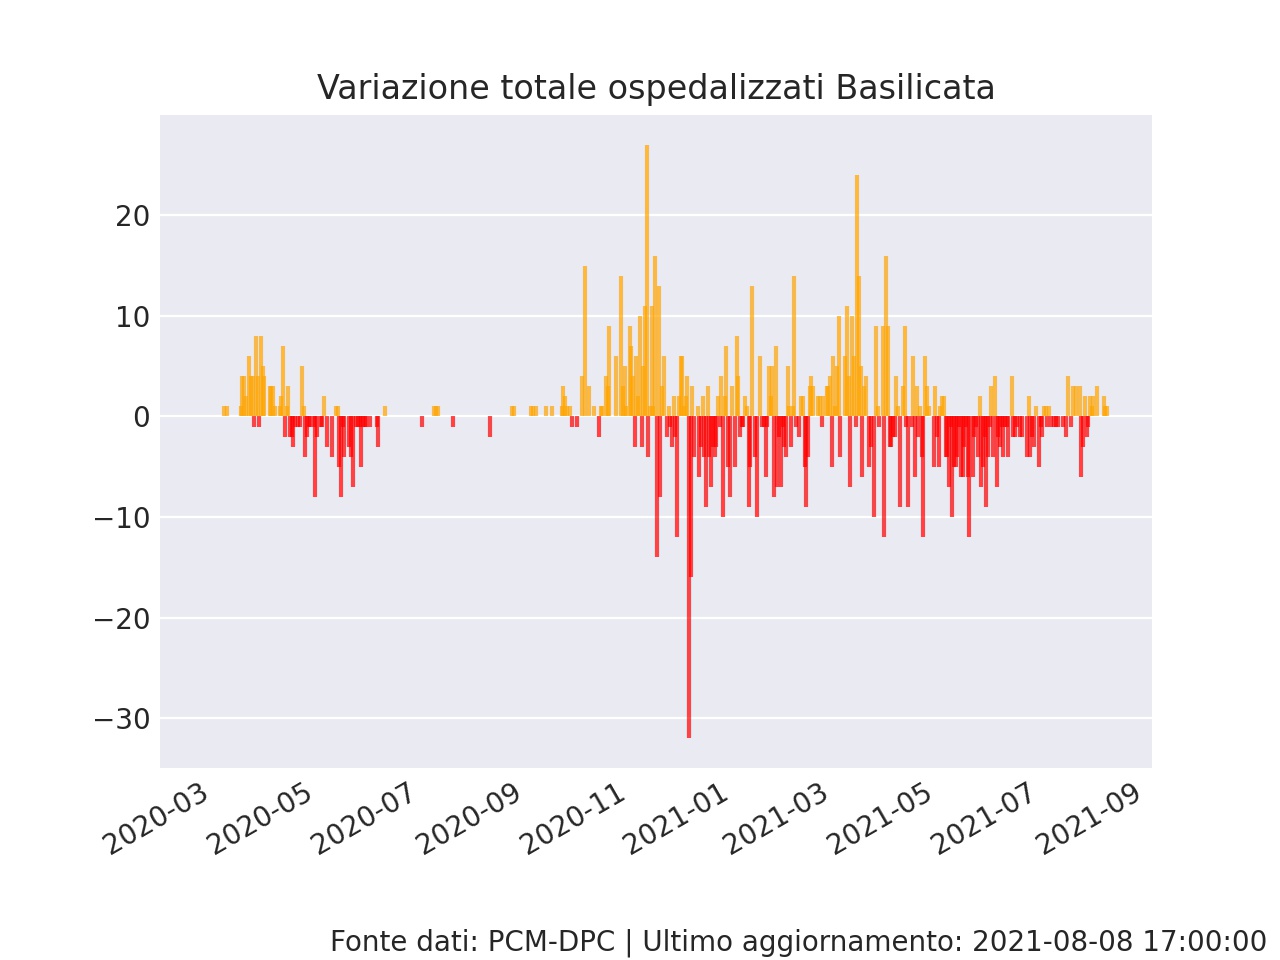 Variazione totale ospedalizzati Basilicata
20
10
0
−10
−20
−30
2020-03 2020-05 2020-07 2020-09 2020-11 2021-01 2021-03 2021-05 2021-07 2021-09
Fonte dati: PCM-DPC | Ultimo aggiornamento: 2021-08-08 17:00:00